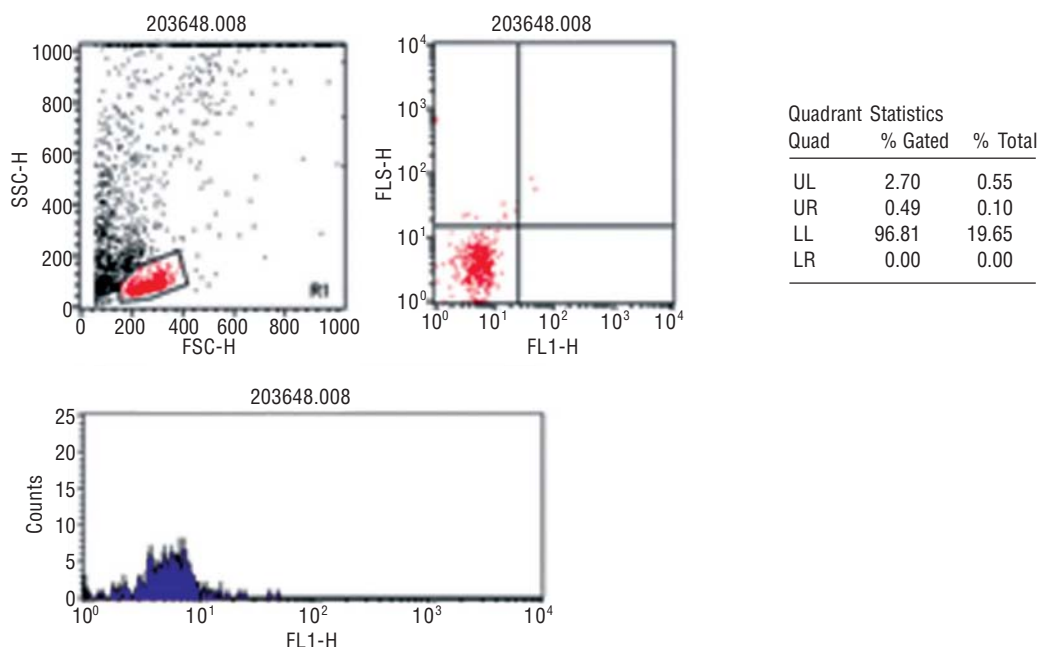 203648.008
1000
800
600
400
200
0
SSC-H
R1
0 200 400 600 800 1000
FSC-H
203648.008
10^4
10^3
10^2
10^1
10^0
FLS-H
10^0 10^1 10^2 10^3 10^4
FL1-H
Quadrant Statistics
Quad % Gated % Total
UL 2.70 0.55
UR 0.49 0.10
LL 96.81 19.65
LR 0.00 0.00
203648.008
25
20
15
10
5
0
Counts
10^0 10^1 10^2 10^3 10^4
FL1-H